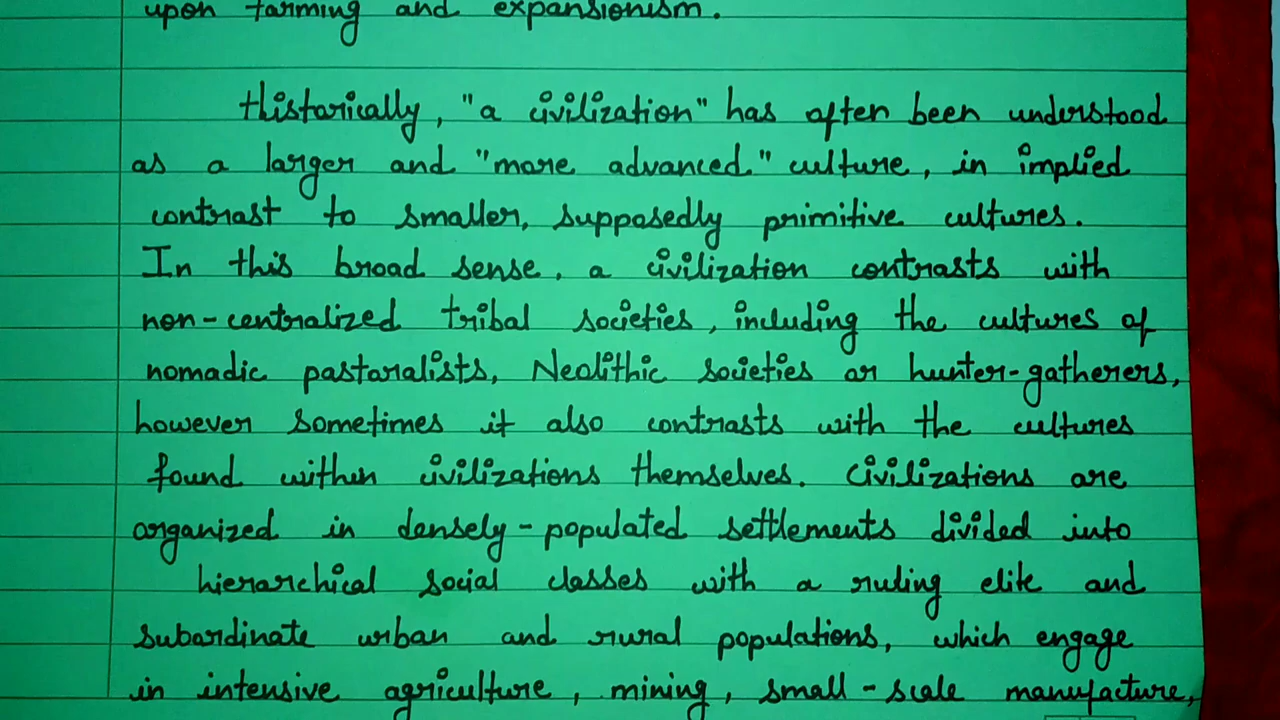 upon farming and expansionism.
Historically, "a civilization" has often been understood
as a larger and "more advanced" culture, in implied
contrast to smaller, supposedly primitive cultures.
In this broad sense, a civilization contrasts with
non-centralized tribal societies, including the cultures of
nomadic pastoralists, Neolithic societies or hunter-gatherers,
however sometimes it also contrasts with the cultures
found within civilizations themselves. Civilizations are
organized in densely-populated settlements divided into
hierarchical social classes with a ruling elite and
subordinate urban and rural populations, which engage
in intensive agriculture, mining, small-scale manufacture,